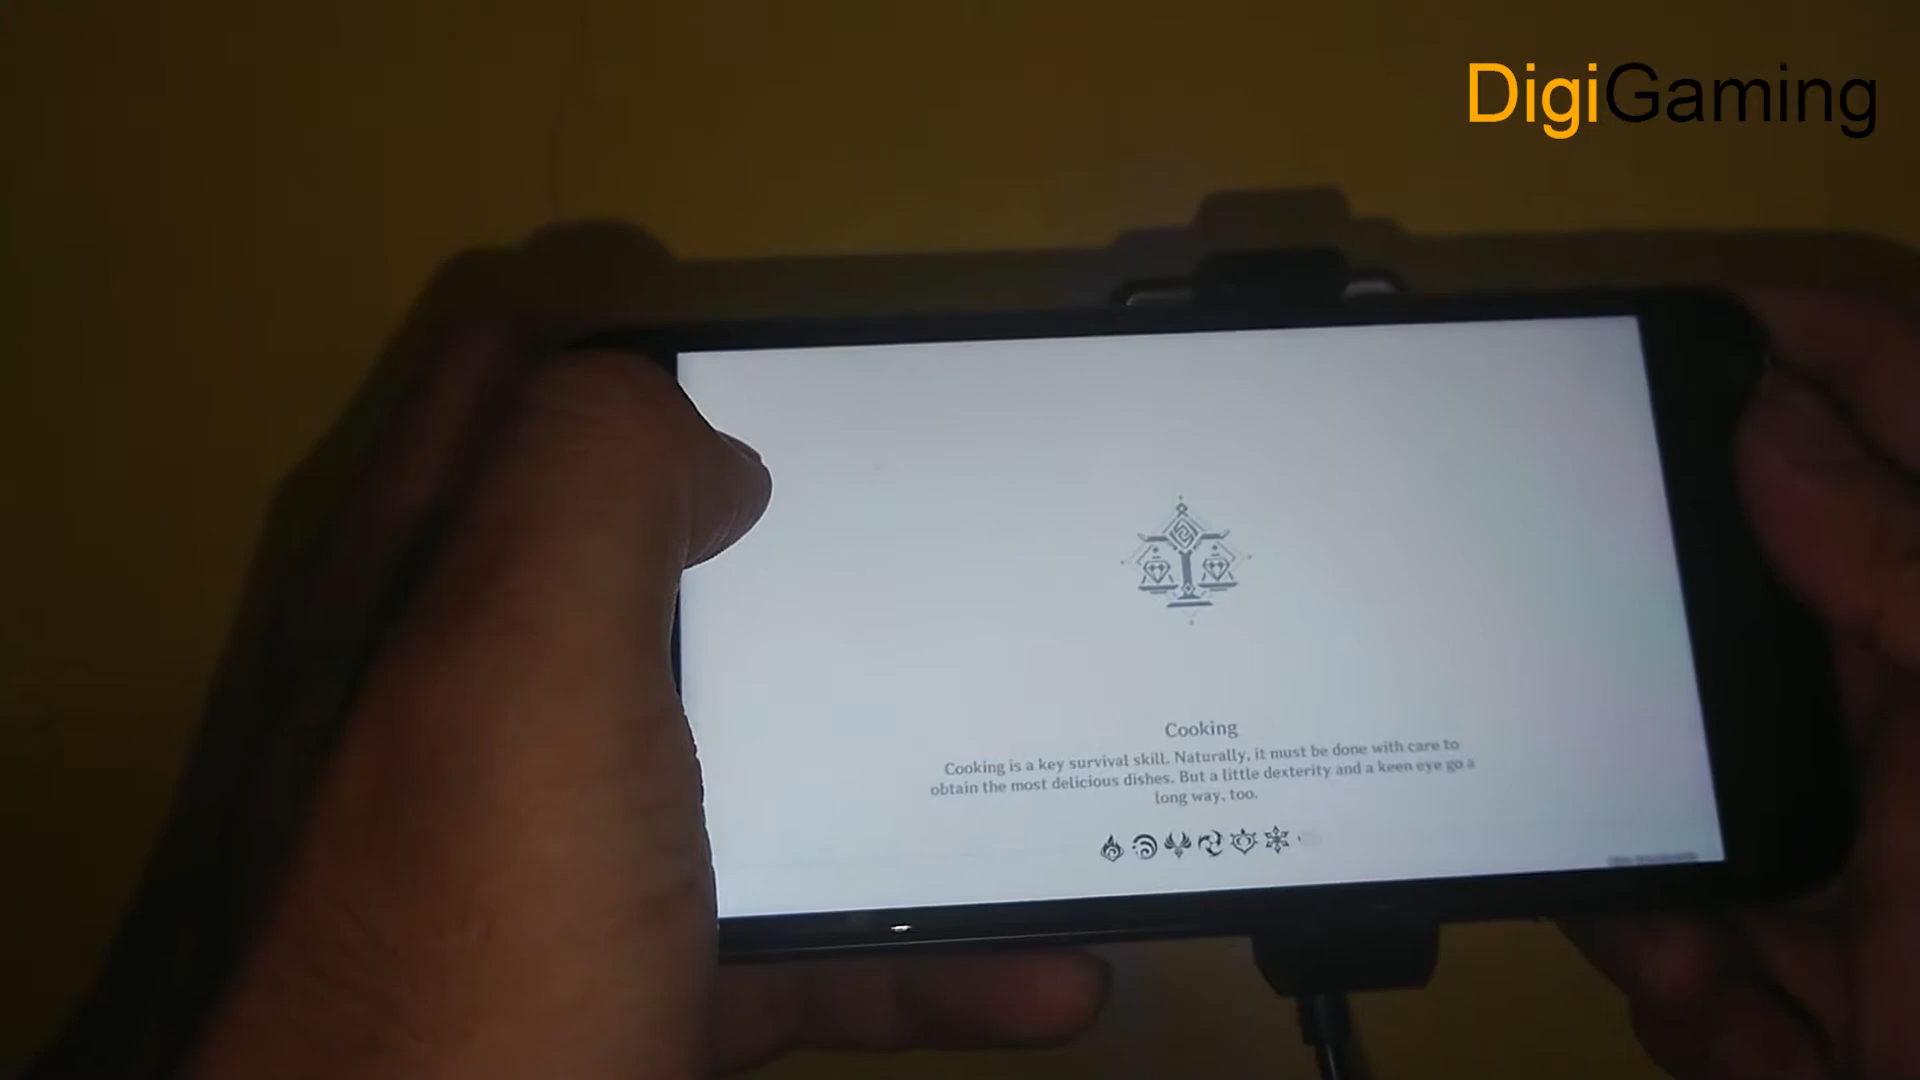 DigiGaming
Cooking
Cooking is a key survival skill. Naturally, it must be done with care to
obtain the most delicious dishes. But a little dexterity and a keen eye go a
long way, too.